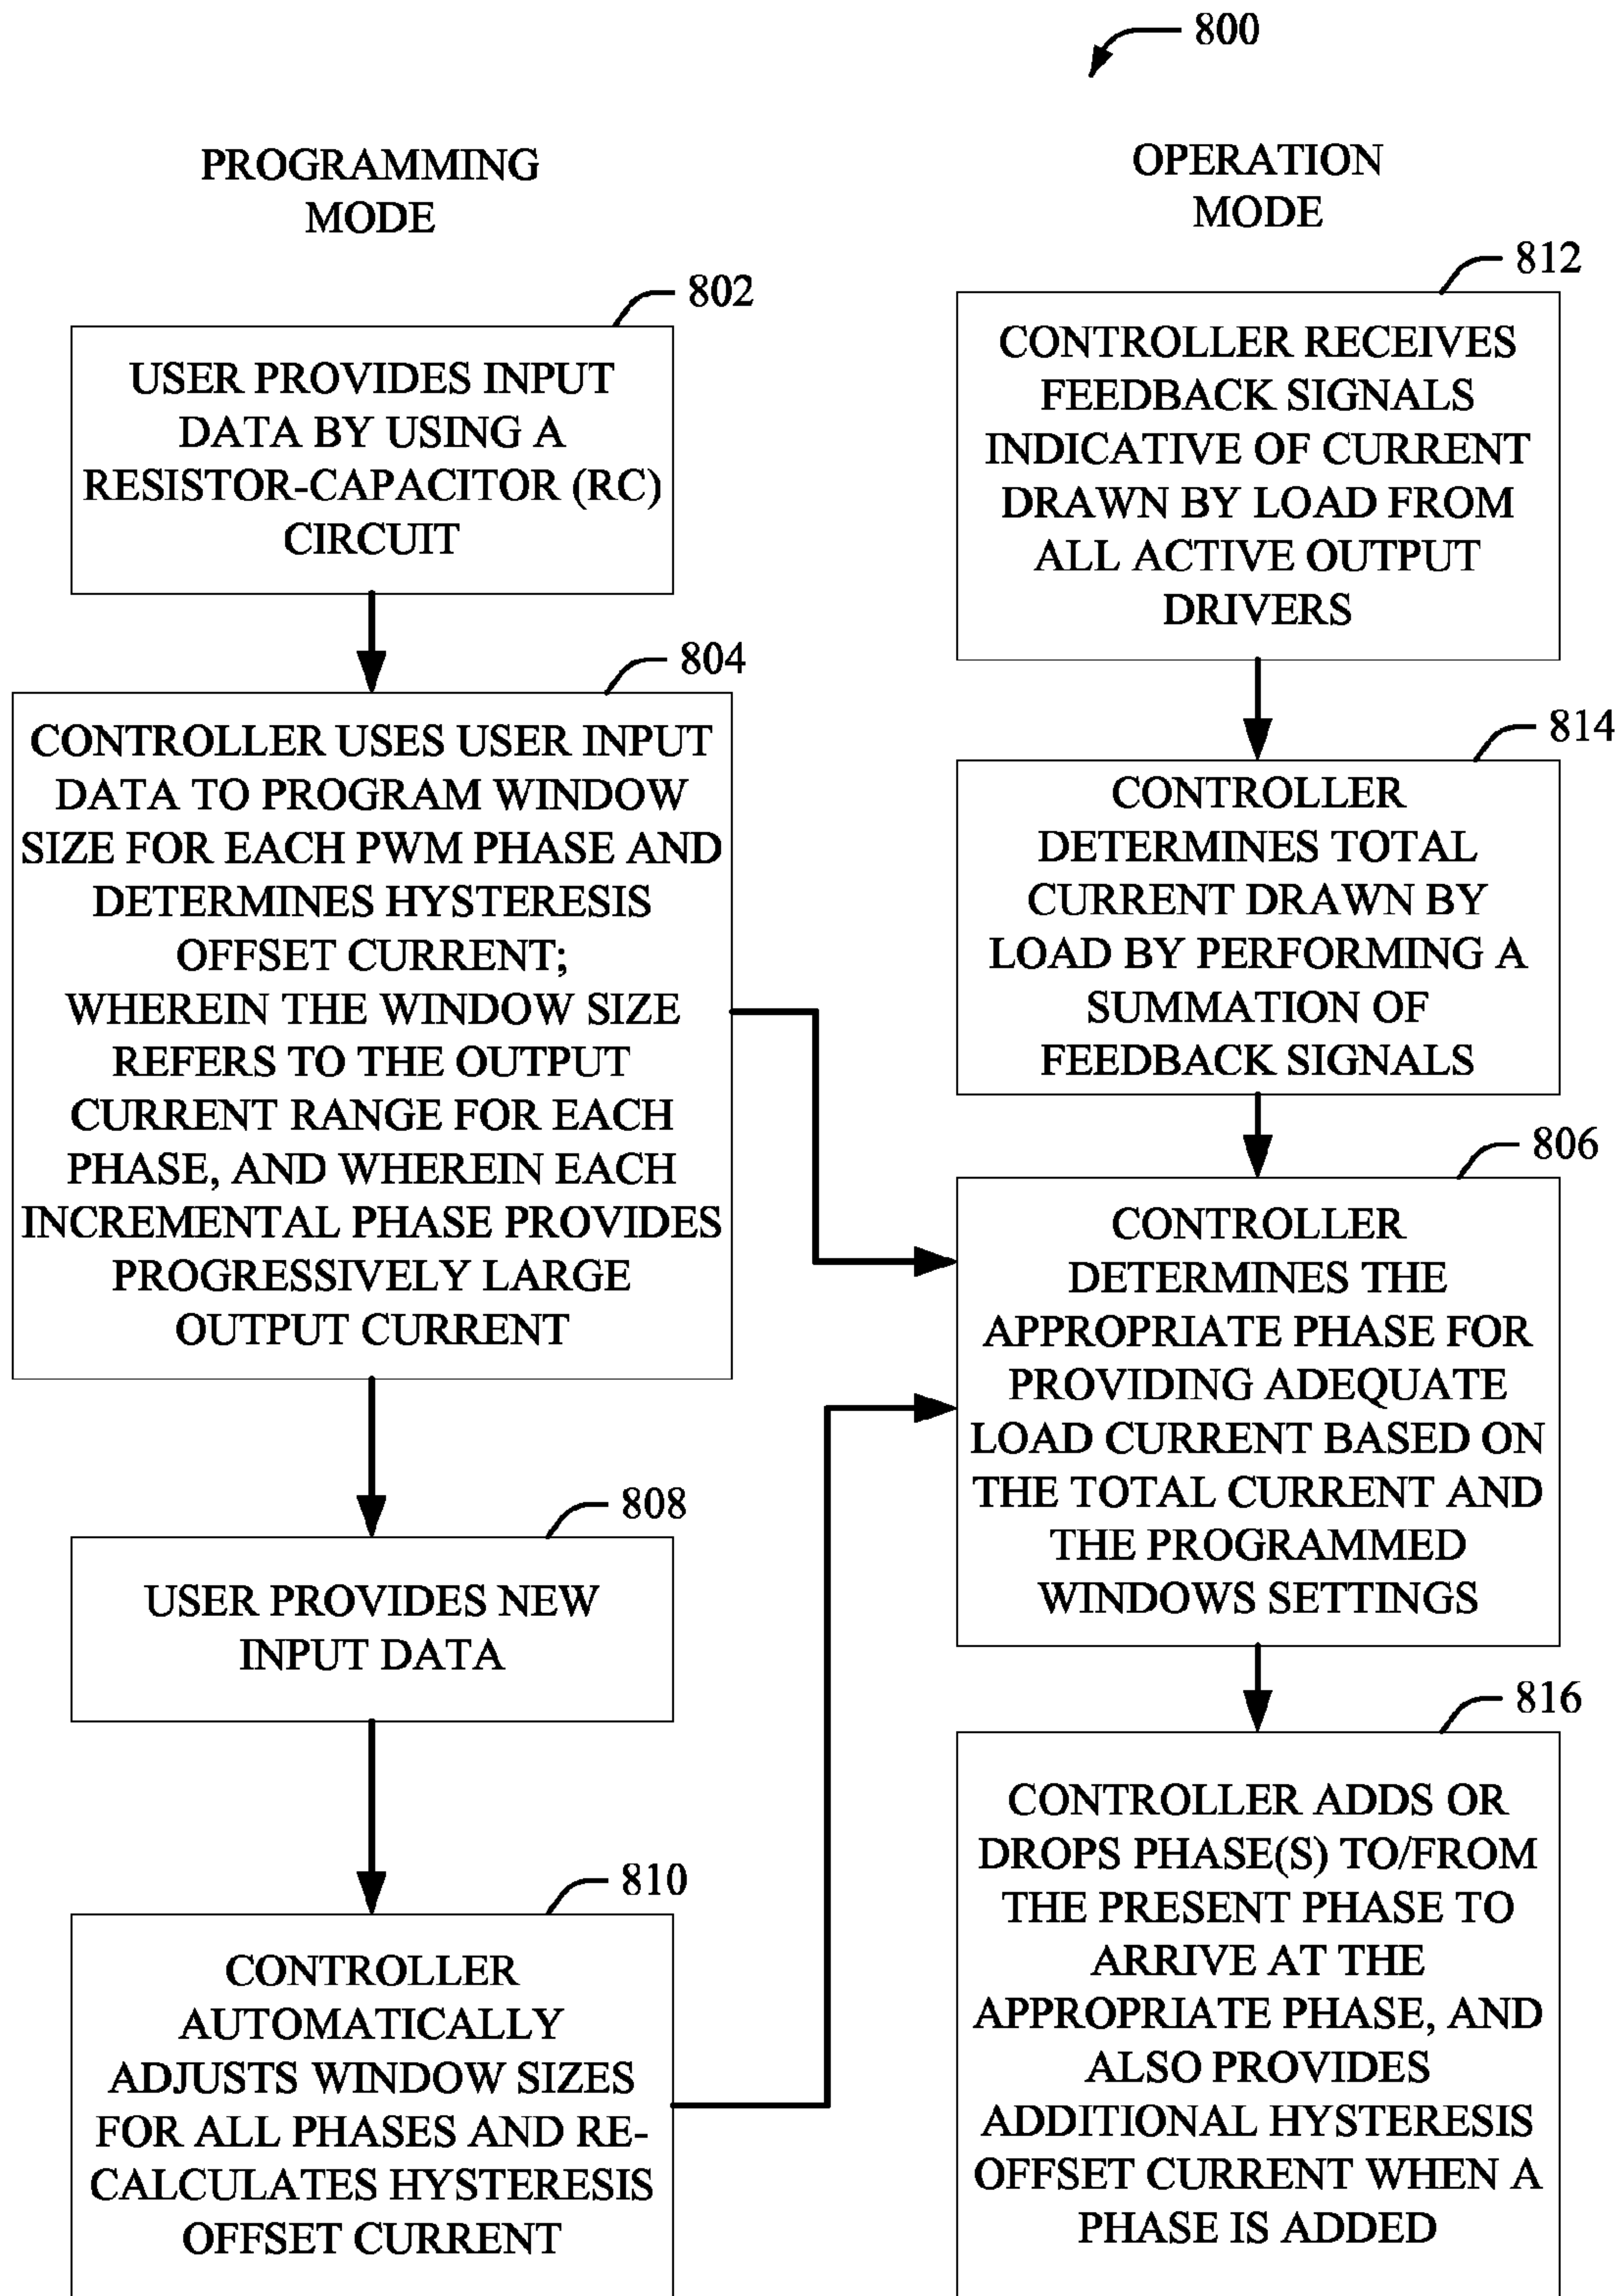 800
PROGRAMMING
MODE
802
USER PROVIDES INPUT
DATA BY USING A
RESISTOR-CAPACITOR (RC)
CIRCUIT
804
CONTROLLER USES USER INPUT
DATA TO PROGRAM WINDOW
SIZE FOR EACH PWM PHASE AND
DETERMINES HYSTERESIS
OFFSET CURRENT;
WHEREIN THE WINDOW SIZE
REFERS TO THE OUTPUT
CURRENT RANGE FOR EACH
PHASE, AND WHEREIN EACH
INCREMENTAL PHASE PROVIDES
PROGRESSIVELY LARGE
OUTPUT CURRENT
808
USER PROVIDES NEW
INPUT DATA
810
CONTROLLER
AUTOMATICALLY
ADJUSTS WINDOW SIZES
FOR ALL PHASES AND RE-
CALCULATES HYSTERESIS
OFFSET CURRENT
OPERATION
MODE
812
CONTROLLER RECEIVES
FEEDBACK SIGNALS
INDICATIVE OF CURRENT
DRAWN BY LOAD FROM
ALL ACTIVE OUTPUT
DRIVERS
814
CONTROLLER
DETERMINES TOTAL
CURRENT DRAWN BY
LOAD BY PERFORMING A
SUMMATION OF
FEEDBACK SIGNALS
806
CONTROLLER
DETERMINES THE
APPROPRIATE PHASE FOR
PROVIDING ADEQUATE
LOAD CURRENT BASED ON
THE TOTAL CURRENT AND
THE PROGRAMMED
WINDOWS SETTINGS
816
CONTROLLER ADDS OR
DROPS PHASE(S) TO/FROM
THE PRESENT PHASE TO
ARRIVE AT THE
APPROPRIATE PHASE, AND
ALSO PROVIDES
ADDITIONAL HYSTERESIS
OFFSET CURRENT WHEN A
PHASE IS ADDED